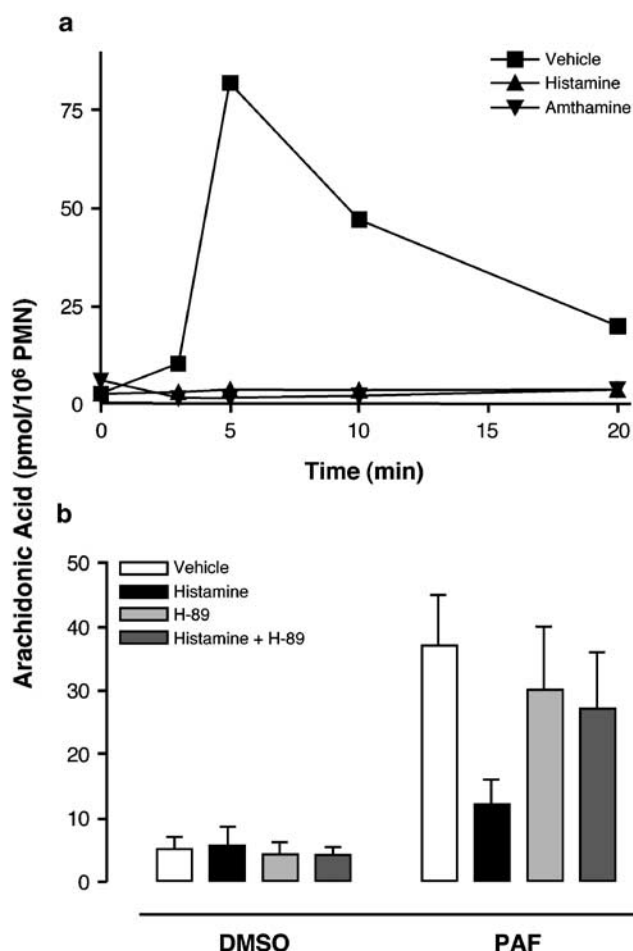 a
Vehicle
Histamine
Amthamine
75
50
25
0
0 5 10 15 20
Time (min)
Arachidonic Acid (pmol/10⁶ PMN)
b
50
40
30
20
10
0
Vehicle
Histamine
H-89
Histamine + H-89
DMSO PAF